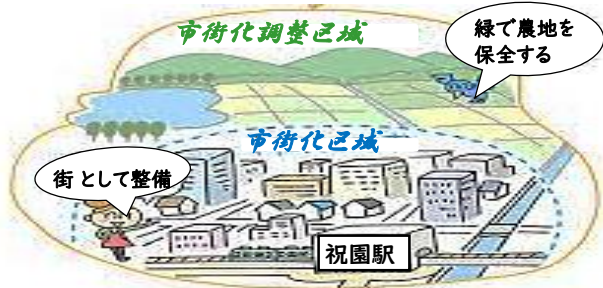 市街化調整区域
緑で農地を
保全する
市街化区域
街として整備
祝園駅